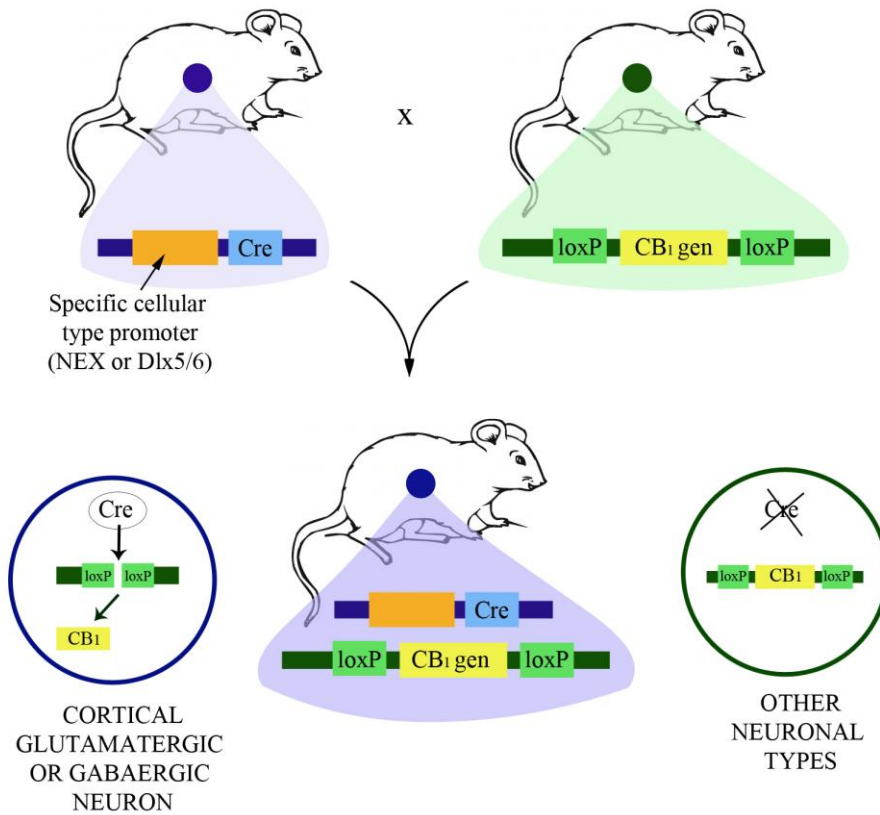 x
Cre
loxP
CB1 gen
loxP
Specific cellular
type promoter
(NEX or Dlx5/6)
Cre
loxP
loxP
CB1
CORTICAL
GLUTAMATERGIC
OR GABAERGIC
NEURON
Cre
loxP
CB1 gen
loxP
Cre
loxP
CB1
loxP
OTHER
NEURONAL
TYPES